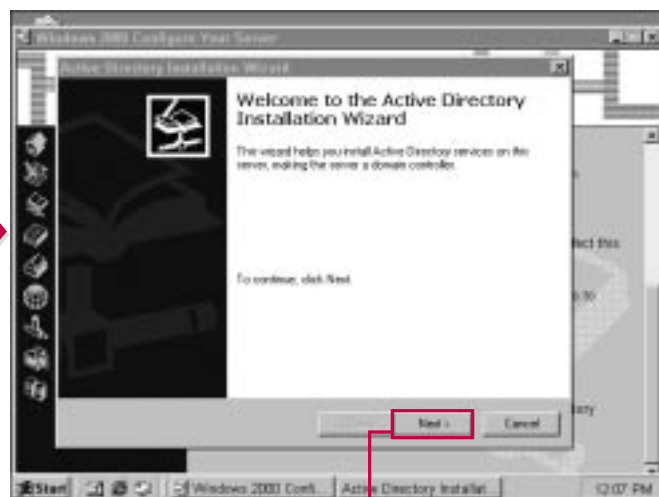 Windows 2000 Configure Your Server
Active Directory Installation Wizard
Welcome to the Active Directory
Installation Wizard
This wizard helps you install Active Directory services on this
server, making the server a domain controller.
To continue, click Next.
Next >
Cancel
Start
Windows 2000 Confi...
Active Directory Installat...
12:07 PM